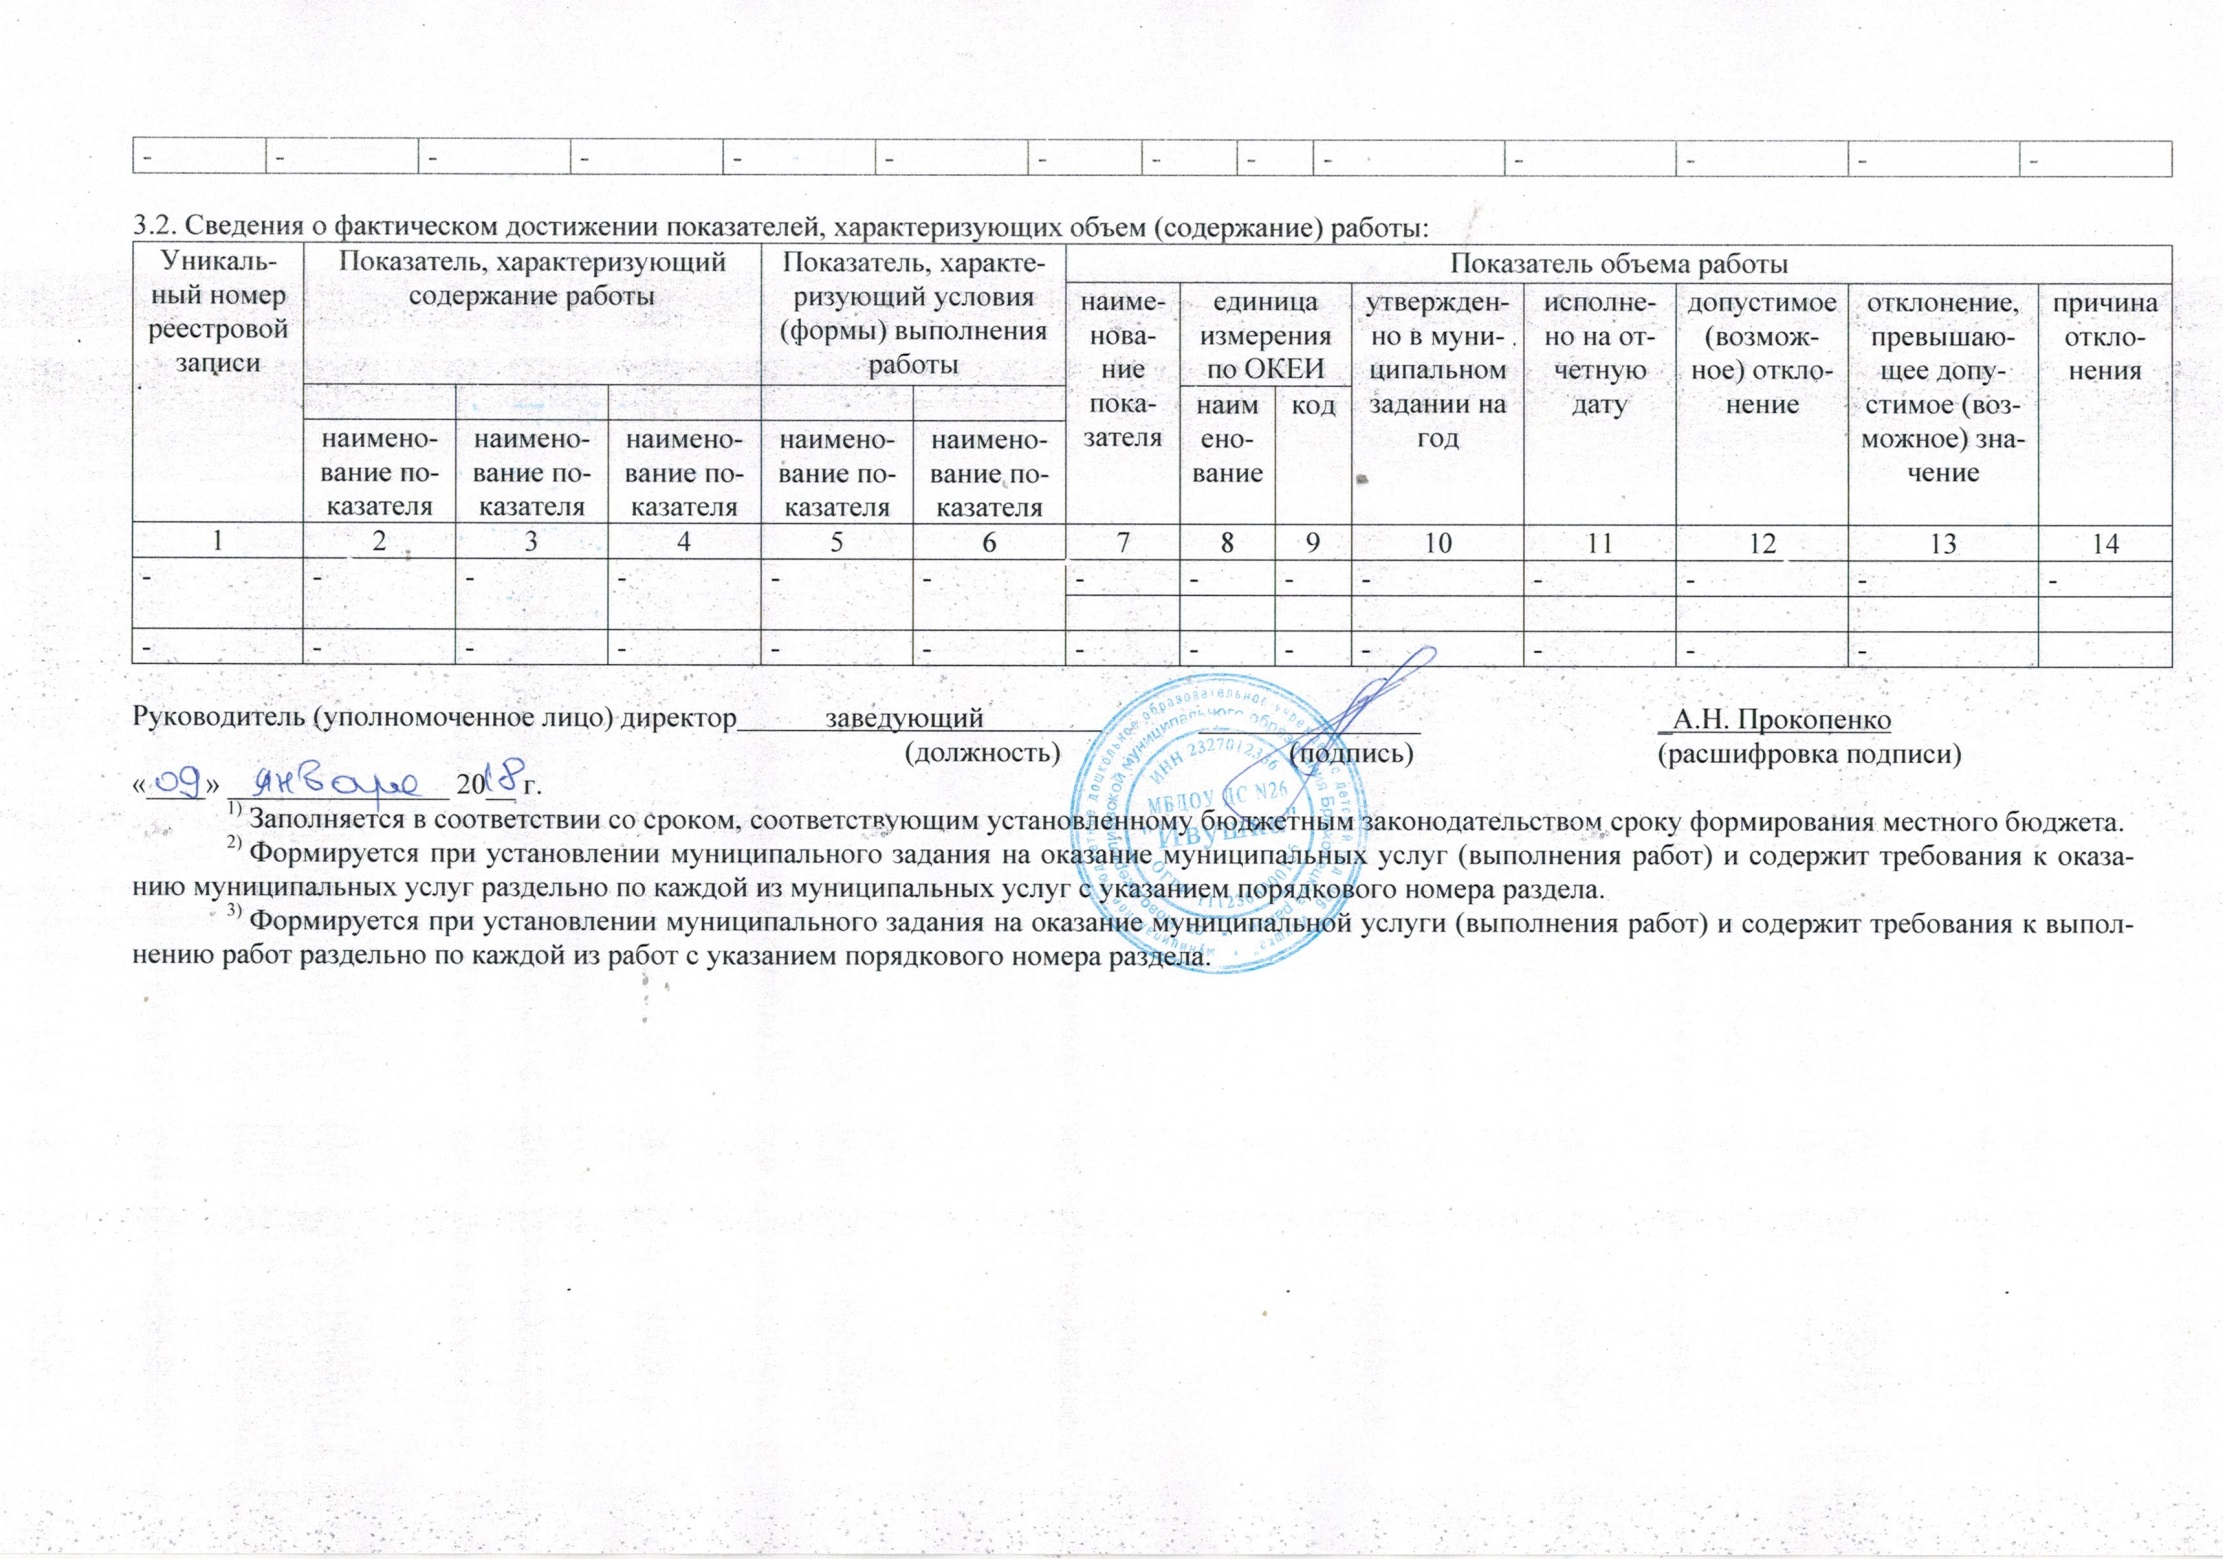 - - - - - - - - - - - - - -
3.2. Сведения о фактическом достижении показателей, характеризующих объем (содержание) работы:
Уникаль-
ный номер
реестровой
записи
Показатель, характеризующий
содержание работы
Показатель, характе-
ризующий условия
(формы) выполнения
работы
Показатель объема работы
наиме-
нова-
ние
пока-
зателя
единица
измерения
по ОКЕИ
утвержден-
но в муни-
ципальном
задании на
год
исполне-
но на от-
четную
дату
допустимое
(возмож-
ное) откло-
нение
отклонение,
превышаю-
щее допу-
стимое (воз-
можное) зна-
чение
причина
откло-
нения
наимено-
вание по-
казателя
наимено-
вание по-
казателя
наимено-
вание по-
казателя
наимено-
вание по-
казателя
наимено-
вание по-
казателя
наим
ено-
вание
код
1 2 3 4 5 6 7 8 9 10 11 12 13 14
- - - - - - - - - - - - - -
- - - - - - - - - - - - -
Руководитель (уполномоченное лицо) директор заведующий А.Н. Прокопенко
(должность) (подпись) (расшифровка подписи)
«09» января 2018 г.
1) Заполняется в соответствии со сроком, соответствующим установленному бюджетным законодательством сроку формирования местного бюджета.
2) Формируется при установлении муниципального задания на оказание муниципальных услуг (выполнения работ) и содержит требования к оказа-
нию муниципальных услуг раздельно по каждой из муниципальных услуг с указанием порядкового номера раздела.
3) Формируется при установлении муниципального задания на оказание муниципальной услуги (выполнения работ) и содержит требования к выпол-
нению работ раздельно по каждой из работ с указанием порядкового номера раздела.
ИНН 2327012336
МБДОУ ДС N26
"Ивушка"